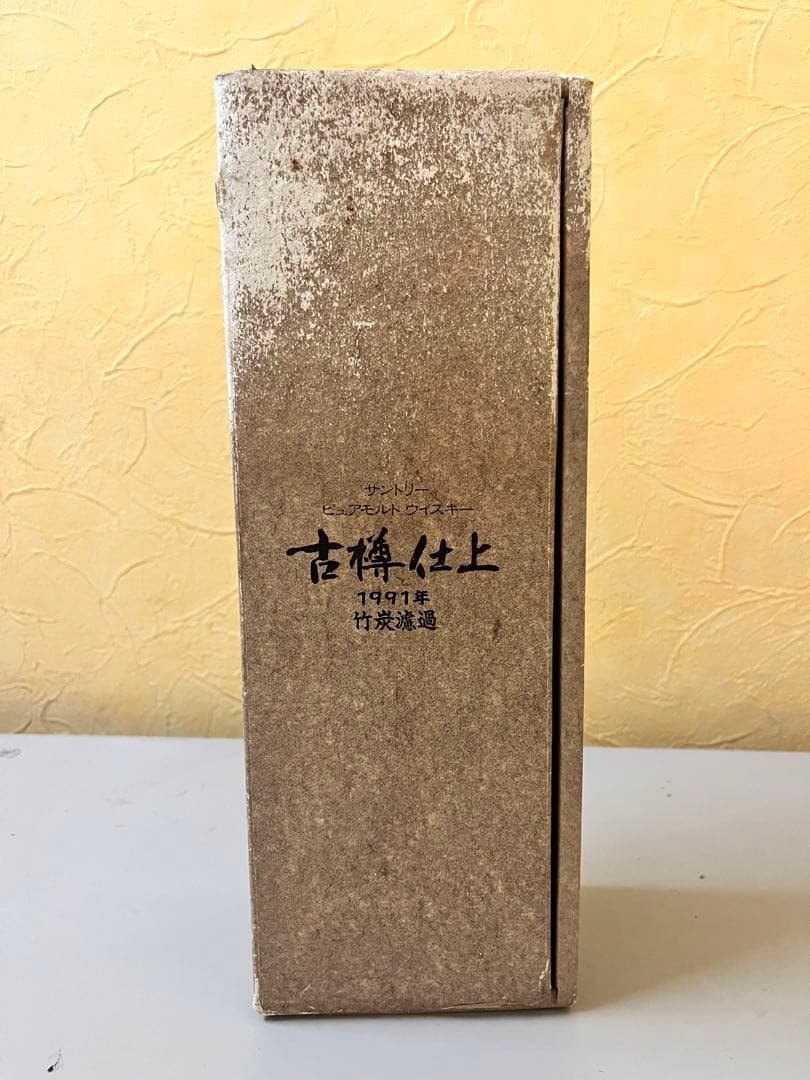 サントリー
ピュアモルト ウイスキー
古樽仕上
1991年
竹炭濾過